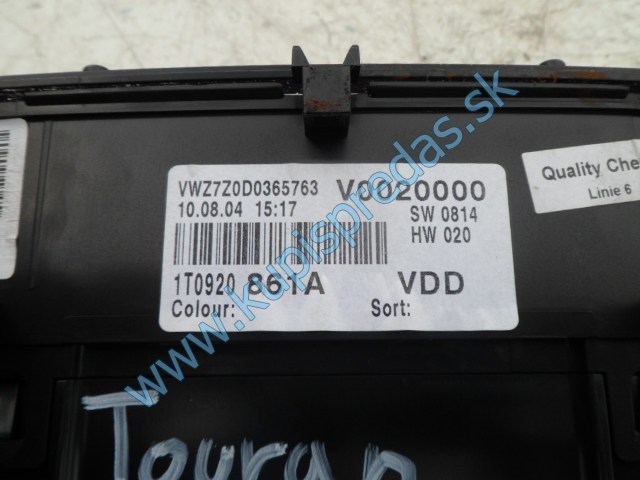 VWZ7Z0D0365763 V0020000
10.08.04 15:17 SW 0814
HW 020
1T0920 861A VDD
Colour: Sort:
Quality Che
Linie 6
www.kupispredas.sk
Touran